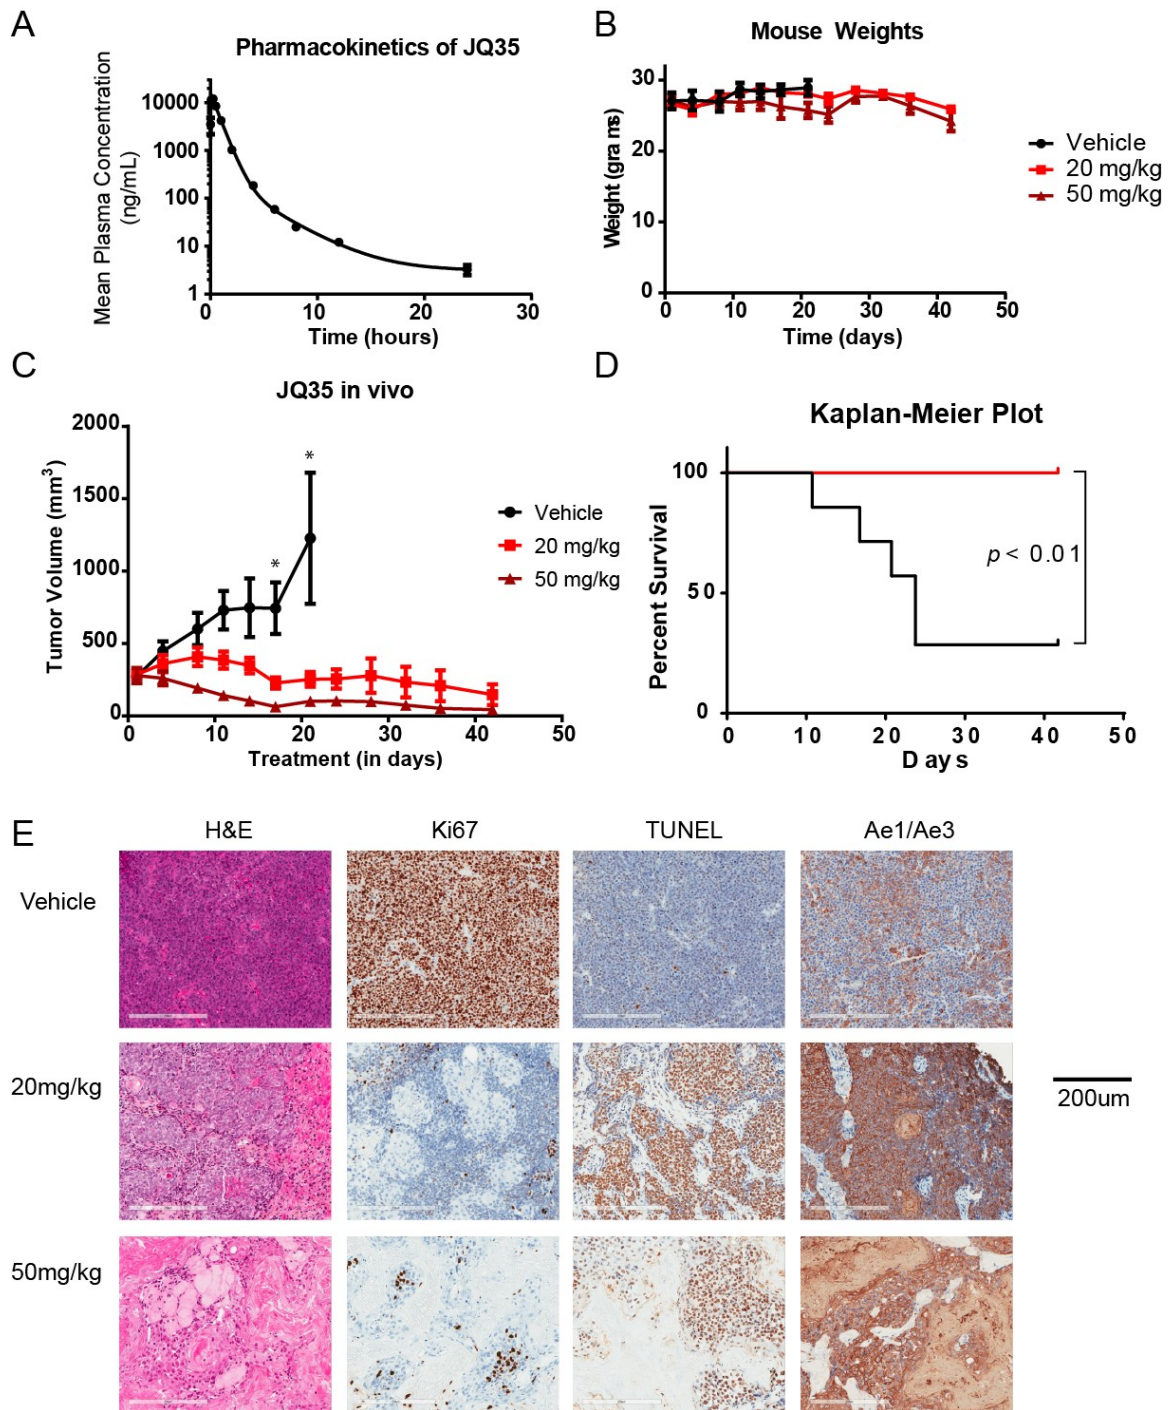 A
Pharmacokinetics of JQ35
Mean Plasma Concentration
(ng/mL)
10000
1000
100
10
1
0
10
20
30
Time (hours)
B
Mouse Weights
Weight (grams)
30
20
10
0
0
10
20
30
40
50
Time (days)
Vehicle
20 mg/kg
50 mg/kg
C
JQ35 in vivo
Tumor Volume (mm³)
2000
1500
1000
500
0
*
*
0
10
20
30
40
50
Treatment (in days)
Vehicle
20 mg/kg
50 mg/kg
D
Kaplan-Meier Plot
Percent Survival
100
50
0
p < 0.01
0
10
20
30
40
50
Days
E
H&E
Ki67
TUNEL
Ae1/Ae3
Vehicle
20mg/kg
50mg/kg
200um